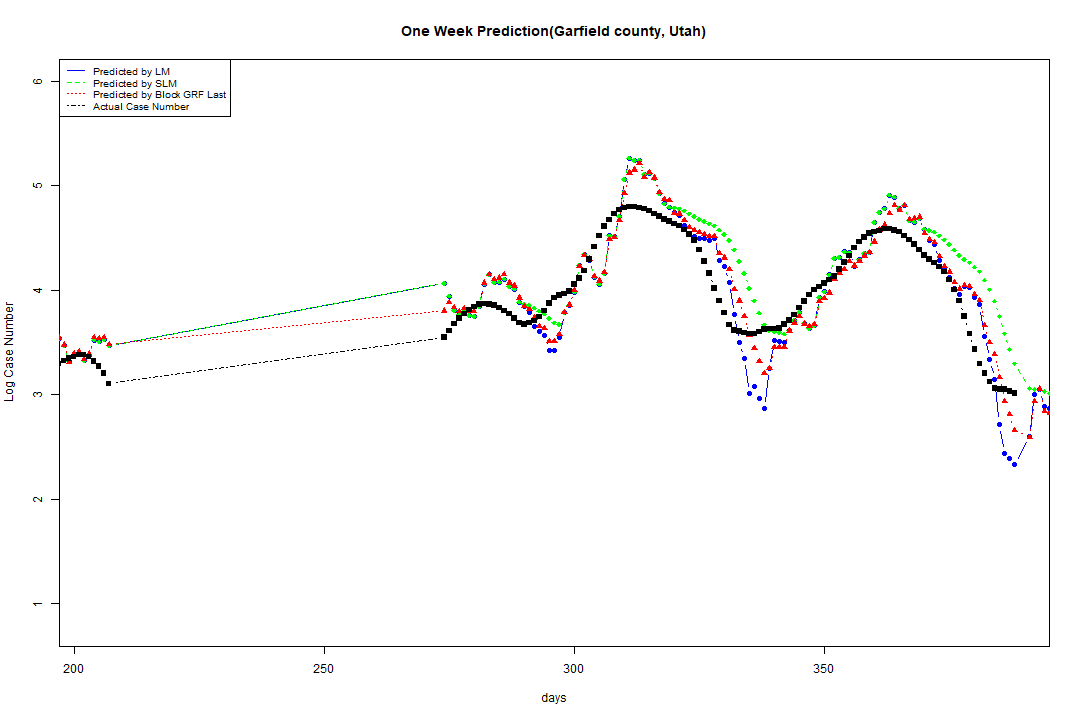 One Week Prediction(Garfield county, Utah)
Predicted by LM
Predicted by SLM
Predicted by Block GRF Last
Actual Case Number
6
5
4
3
2
1
Log Case Number
200 250 300 350
days